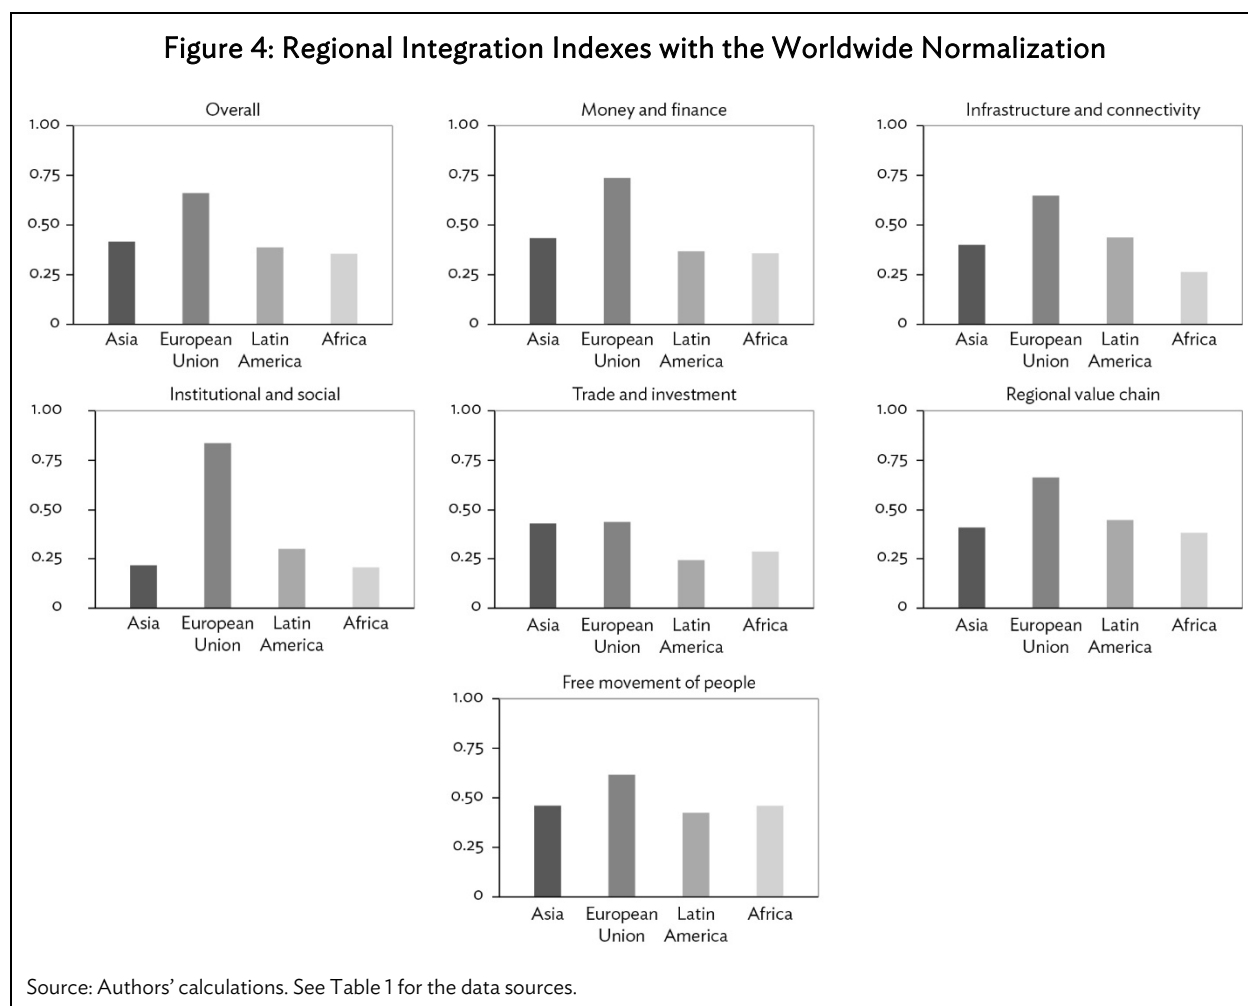 Figure 4: Regional Integration Indexes with the Worldwide Normalization
Overall
1.00
0.75
0.50
0.25
0
Asia
European
Union
Latin
America
Africa
Money and finance
1.00
0.75
0.50
0.25
0
Asia
European
Union
Latin
America
Africa
Infrastructure and connectivity
1.00
0.75
0.50
0.25
0
Asia
European
Union
Latin
America
Africa
Institutional and social
1.00
0.75
0.50
0.25
0
Asia
European
Union
Latin
America
Africa
Trade and investment
1.00
0.75
0.50
0.25
0
Asia
European
Union
Latin
America
Africa
Regional value chain
1.00
0.75
0.50
0.25
0
Asia
European
Union
Latin
America
Africa
Free movement of people
1.00
0.75
0.50
0.25
0
Asia
European
Union
Latin
America
Africa
Source: Authors’ calculations. See Table 1 for the data sources.